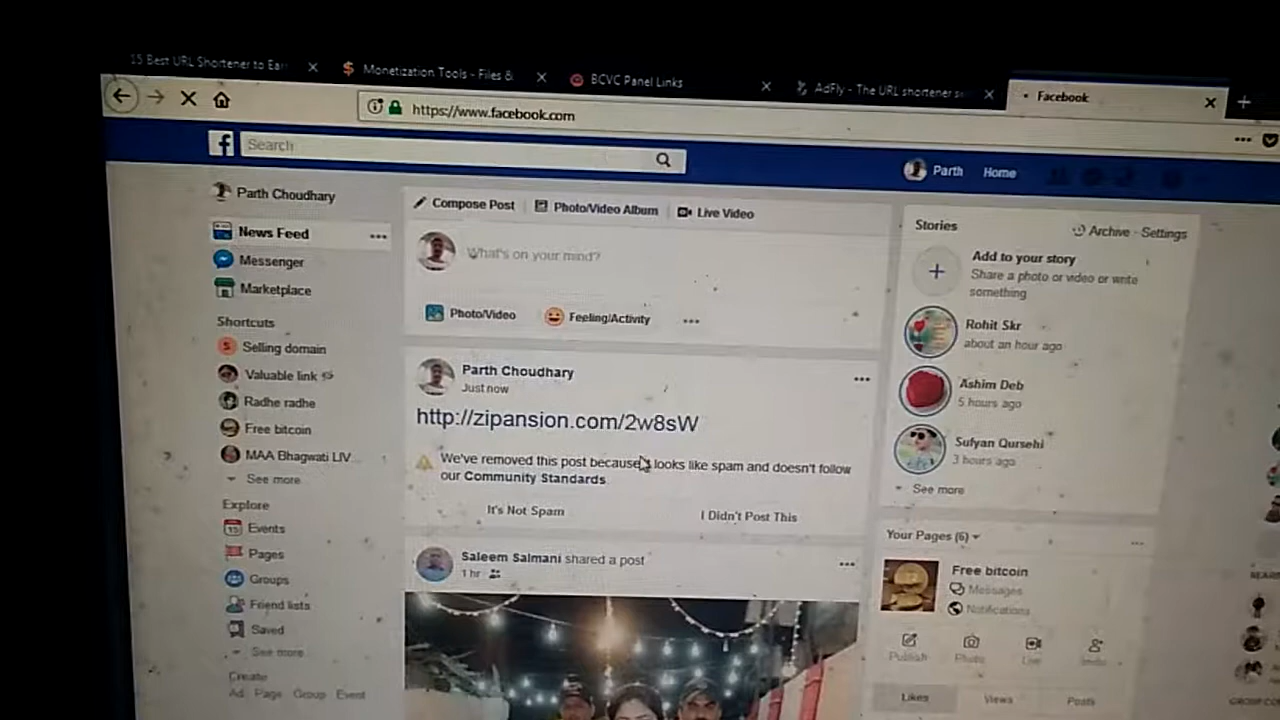 15 Best URL Shortener to Ear
Monetization Tools - Files &
BCVC Panel Links
AdFly - The URL shortener s
Facebook
https://www.facebook.com
Search
Parth Home
Parth Choudhary
News Feed
Messenger
Marketplace
Shortcuts
Selling domain
Valuable link
Radhe radhe
Free bitcoin
MAA Bhagwati LIV
See more
Explore
Events
Pages
Groups
Friend lists
Saved
See more
Create
Ad Page Group Event
Compose Post
Photo/Video Album
Live Video
What's on your mind?
Photo/Video
Feeling/Activity
Parth Choudhary
Just now
http://zipansion.com/2w8sW
We've removed this post because looks like spam and doesn't follow
our Community Standards
It's Not Spam
I Didn't Post This
Saleem Salmani shared a post
1 hr
Stories
Archive · Settings
Add to your story
Share a photo or video or write
something
Rohit Skr
about an hour ago
Ashim Deb
5 hours ago
Sufyan Qursehi
3 hours ago
See more
Your Pages (6)
Free bitcoin
Messages
Notifications
Publish
Photo
Live
Invite
Likes
Views
Posts